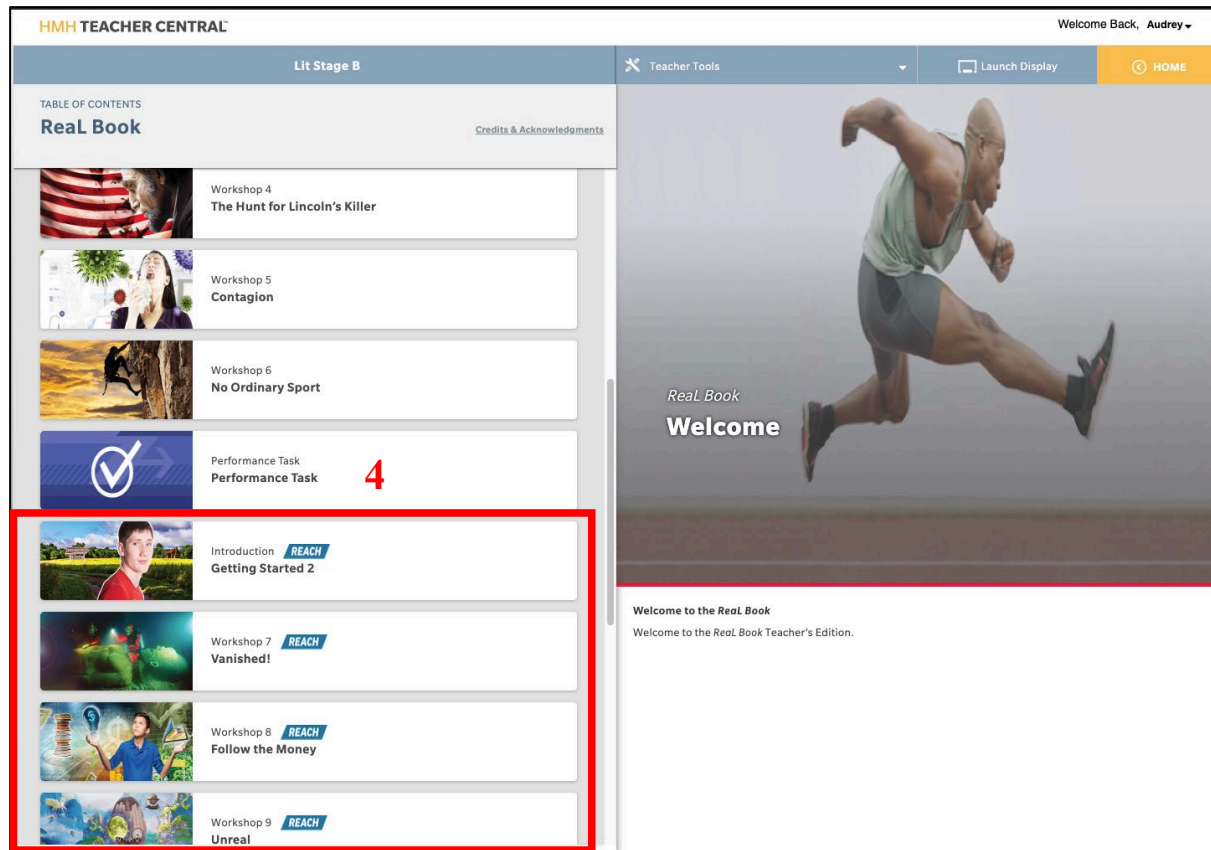 HMH TEACHER CENTRAL™
Welcome Back, Audrey
Lit Stage B
Teacher Tools
Launch Display
HOME
TABLE OF CONTENTS
ReaL Book
Credits & Acknowledgments
Workshop 4
The Hunt for Lincoln's Killer
Workshop 5
Contagion
Workshop 6
No Ordinary Sport
Performance Task
Performance Task
4
Introduction REACH
Getting Started 2
Workshop 7 REACH
Vanished!
Workshop 8 REACH
Follow the Money
Workshop 9 REACH
Unreal
ReaL Book
Welcome
Welcome to the ReaL Book
Welcome to the ReaL Book Teacher's Edition.